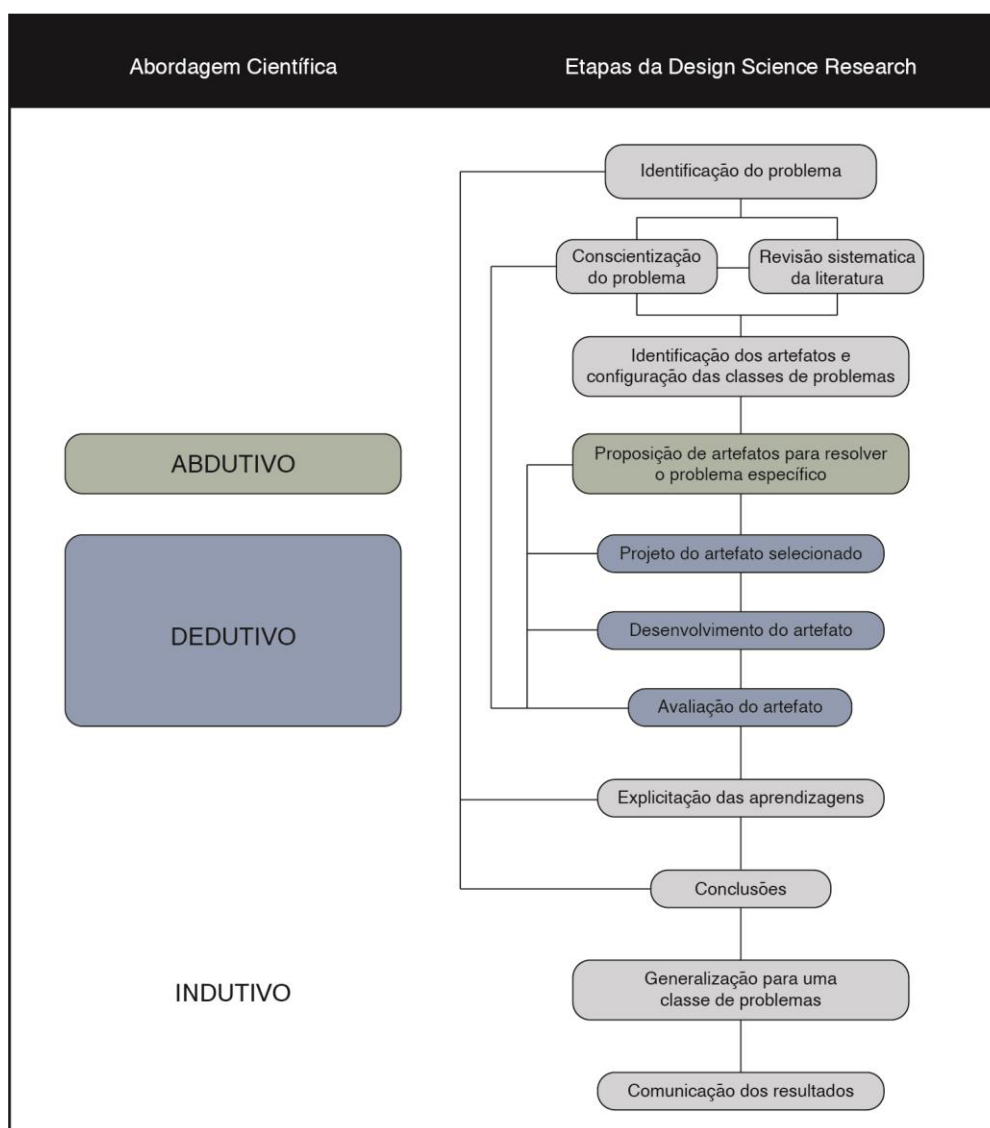 Abordagem Científica
Etapas da Design Science Research
Identificação do problema
Conscientização
do problema
Revisão sistematica
da literatura
Identificação dos artefatos e
configuração das classes de problemas
ABDUTIVO
Proposição de artefatos para resolver
o problema específico
DEDUTIVO
Projeto do artefato selecionado
Desenvolvimento do artefato
Avaliação do artefato
Explicitação das aprendizagens
Conclusões
INDUTIVO
Generalização para uma
classe de problemas
Comunicação dos resultados